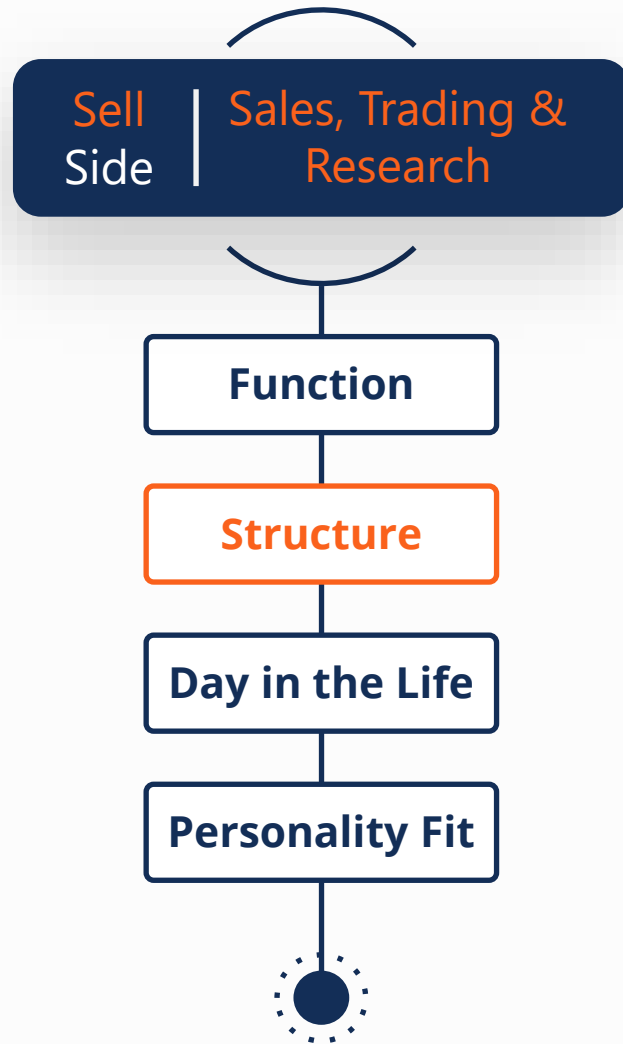 Sell
Side
Sales, Trading &
Research
Function
Structure
Day in the Life
Personality Fit